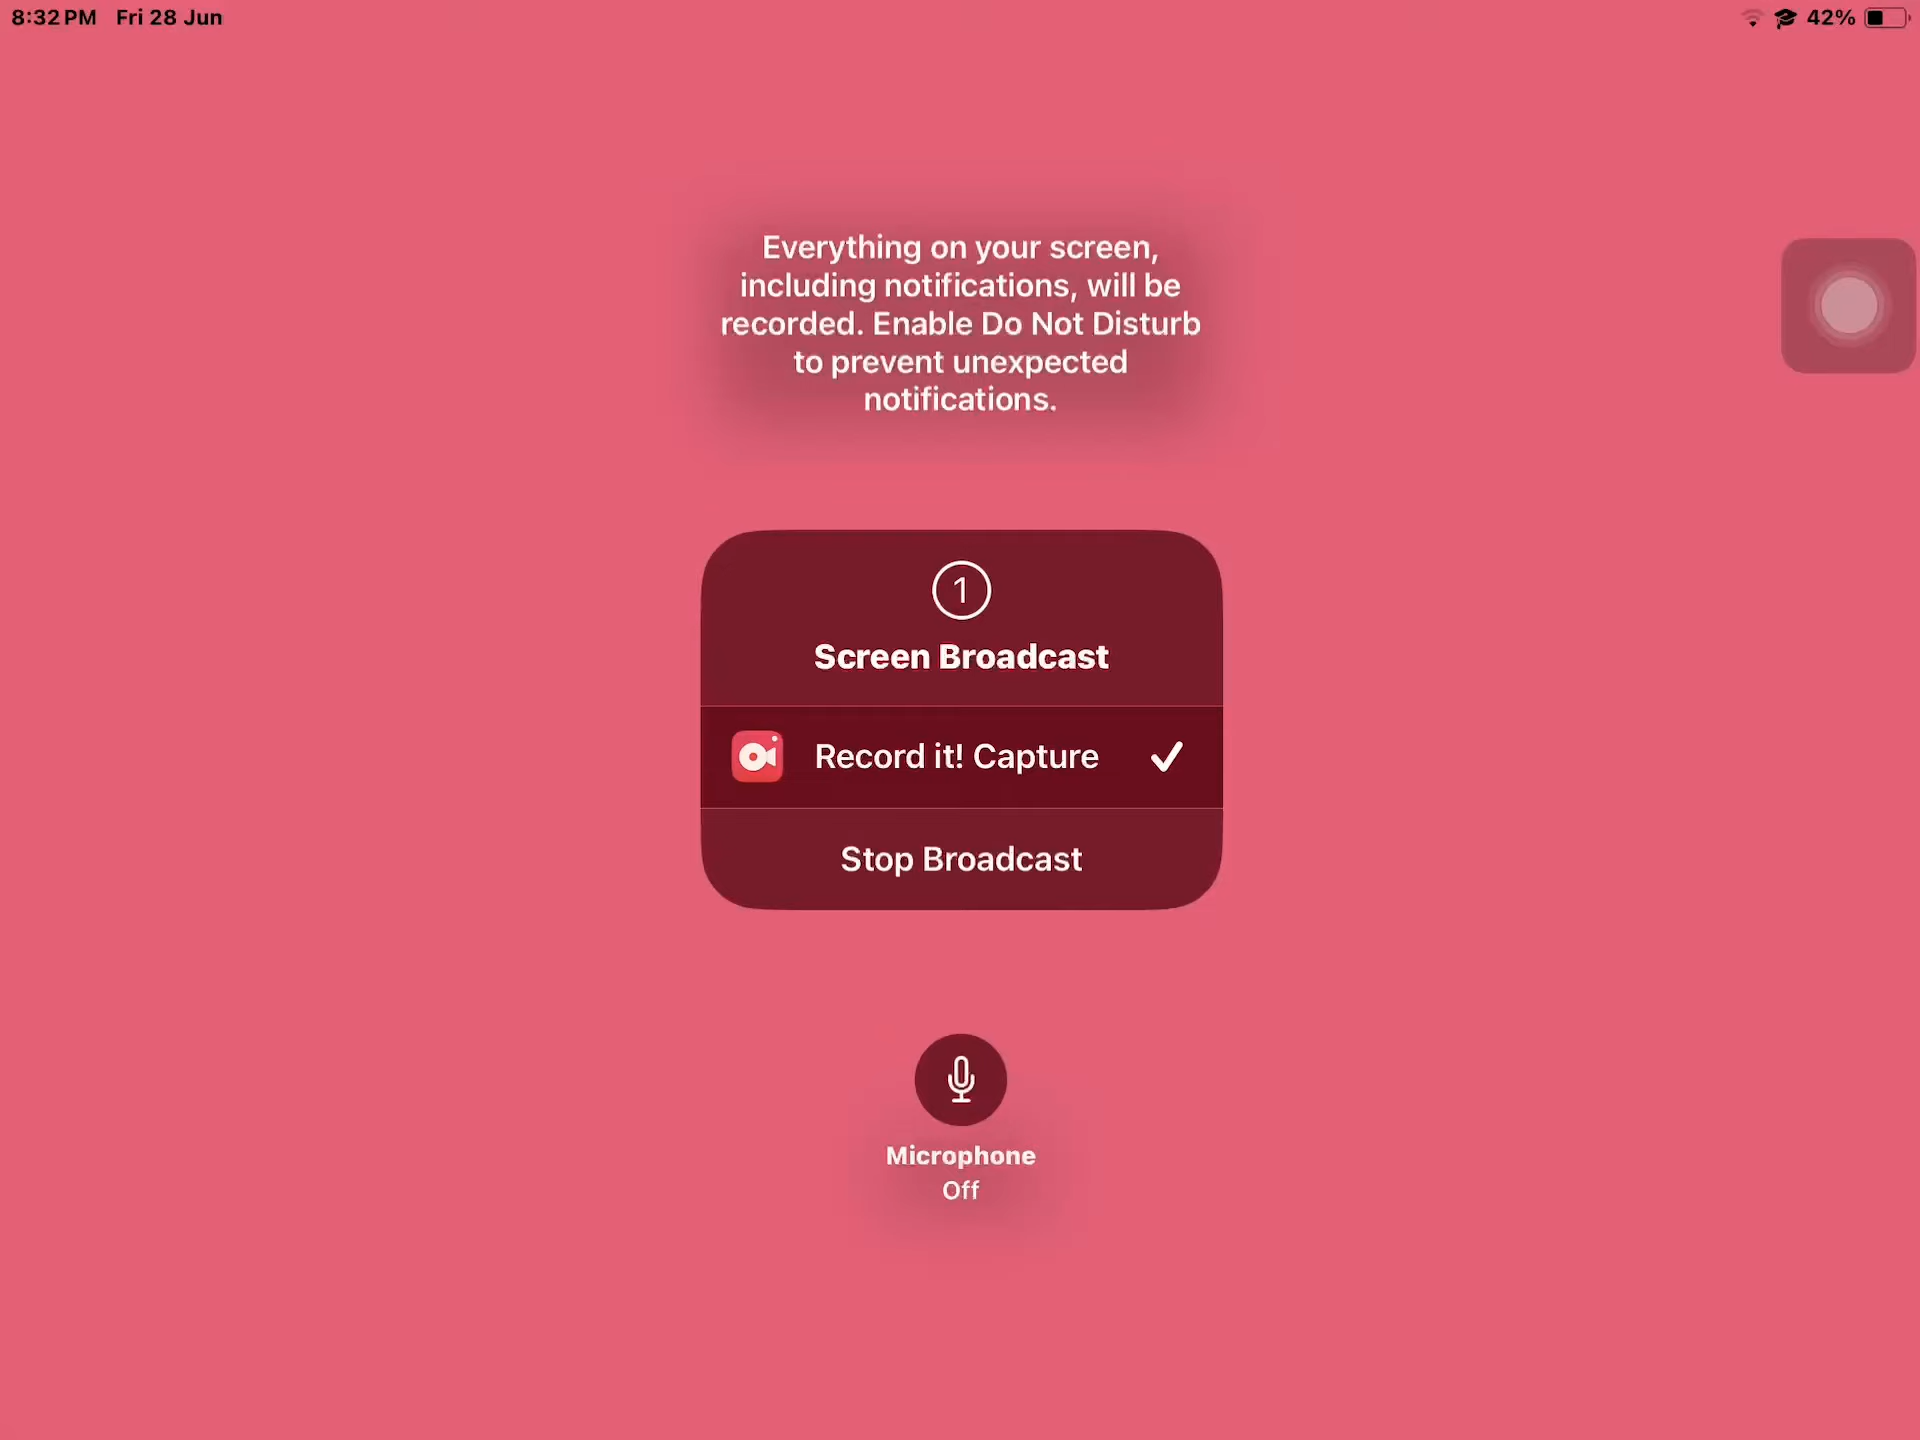 8:32 PM Fri 28 Jun
42%
Everything on your screen,
including notifications, will be
recorded. Enable Do Not Disturb
to prevent unexpected
notifications.
1
Screen Broadcast
Record it! Capture
Stop Broadcast
Microphone
Off